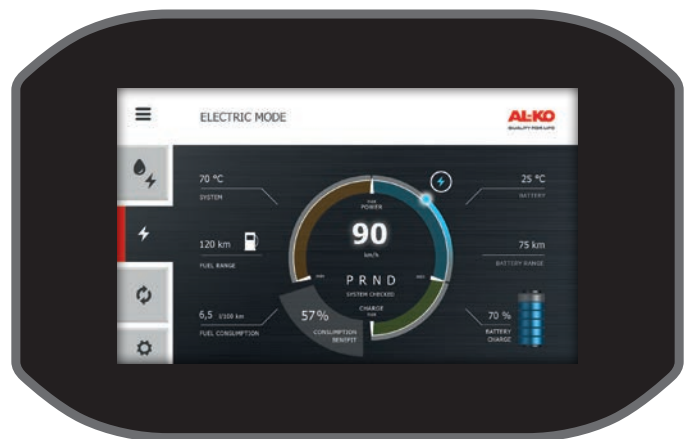 ELECTRIC MODE
AL-KO
QUALITY FOR LIFE
70 °C
SYSTEM
25 °C
BATTERY
POWER
90
km/h
120 km
FUEL RANGE
75 km
BATTERY RANGE
P R N D
SYSTEM CHECKED
CHARGE
6,5 l/100 km
FUEL CONSUMPTION
57%
CONSUMPTION
BENEFIT
70 %
BATTERY
CHARGE